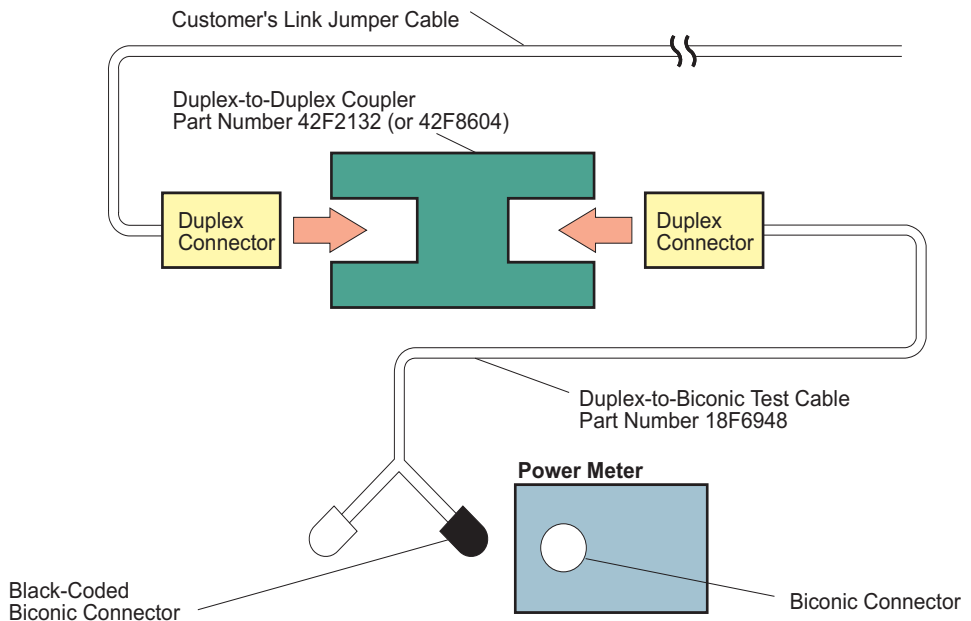 Customer's Link Jumper Cable
Duplex-to-Duplex Coupler
Part Number 42F2132 (or 42F8604)
Duplex
Connector
Duplex
Connector
Duplex-to-Biconic Test Cable
Part Number 18F6948
Power Meter
Black-Coded
Biconic Connector
Biconic Connector